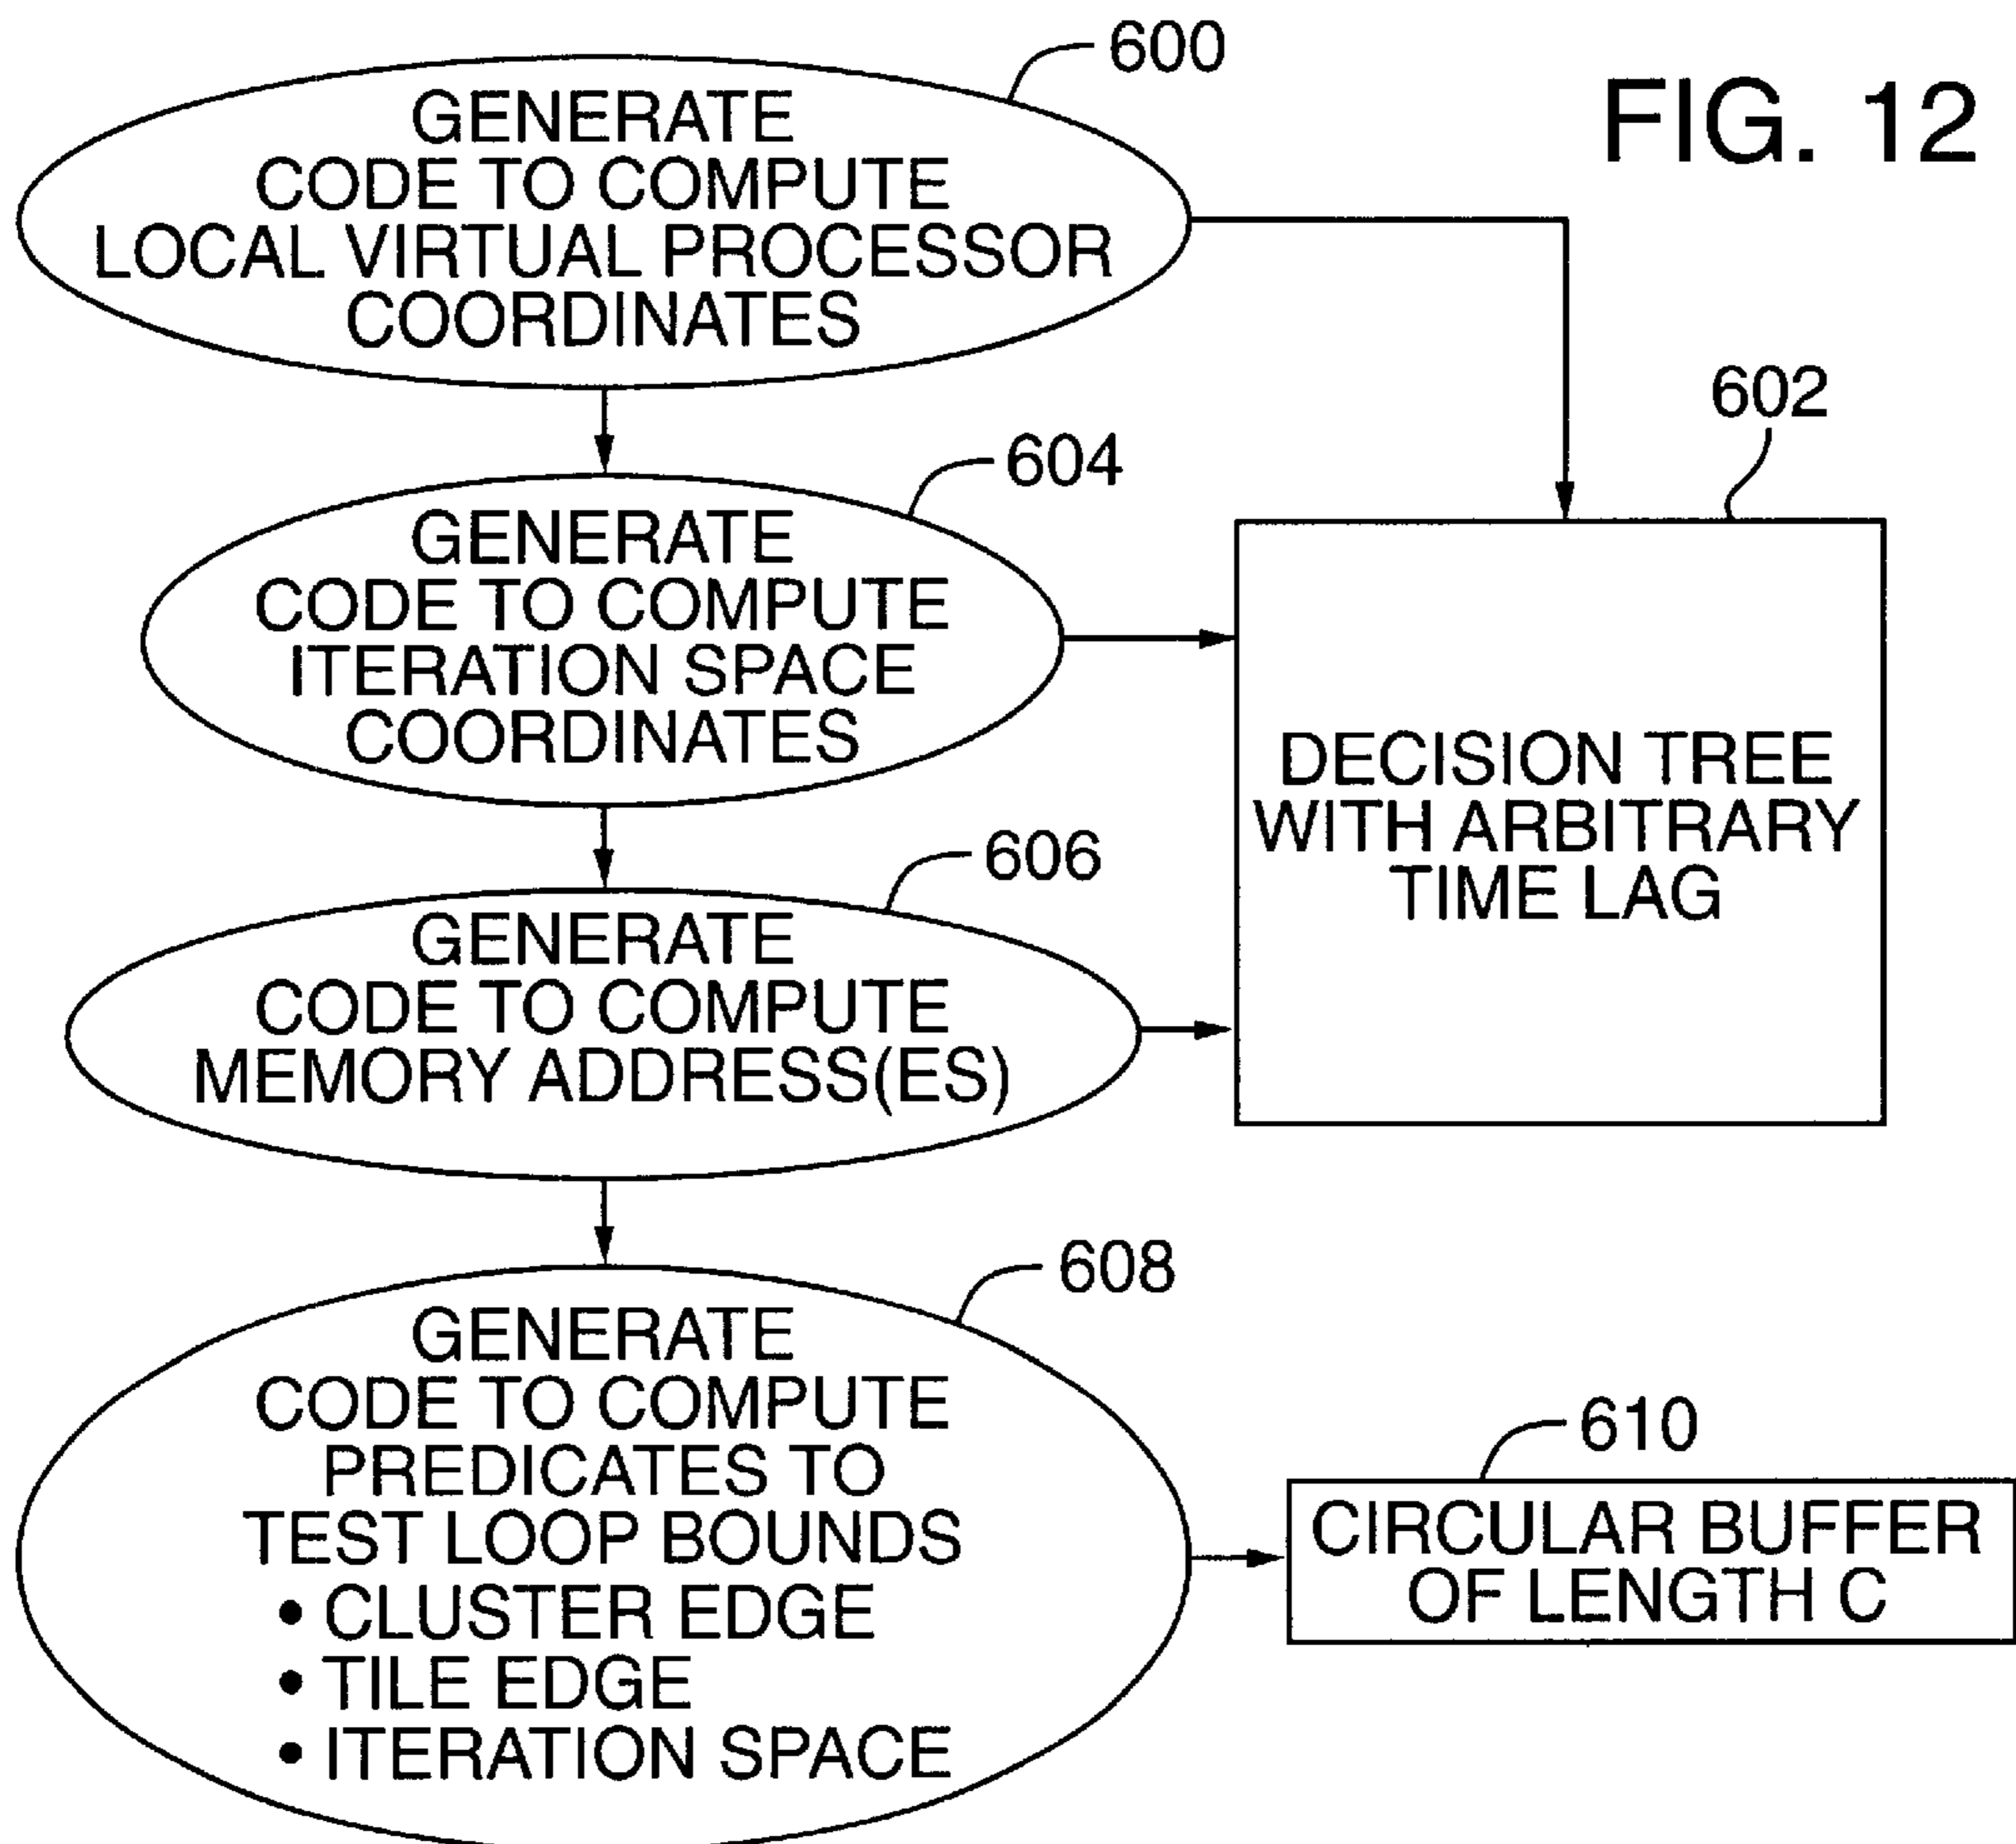 600
FIG. 12
GENERATE
CODE TO COMPUTE
LOCAL VIRTUAL PROCESSOR
COORDINATES
602
604
GENERATE
CODE TO COMPUTE
ITERATION SPACE
COORDINATES
DECISION TREE
WITH ARBITRARY
TIME LAG
606
GENERATE
CODE TO COMPUTE
MEMORY ADDRESS(ES)
608
GENERATE
CODE TO COMPUTE
PREDICATES TO
TEST LOOP BOUNDS
• CLUSTER EDGE
• TILE EDGE
• ITERATION SPACE
610
CIRCULAR BUFFER
OF LENGTH C